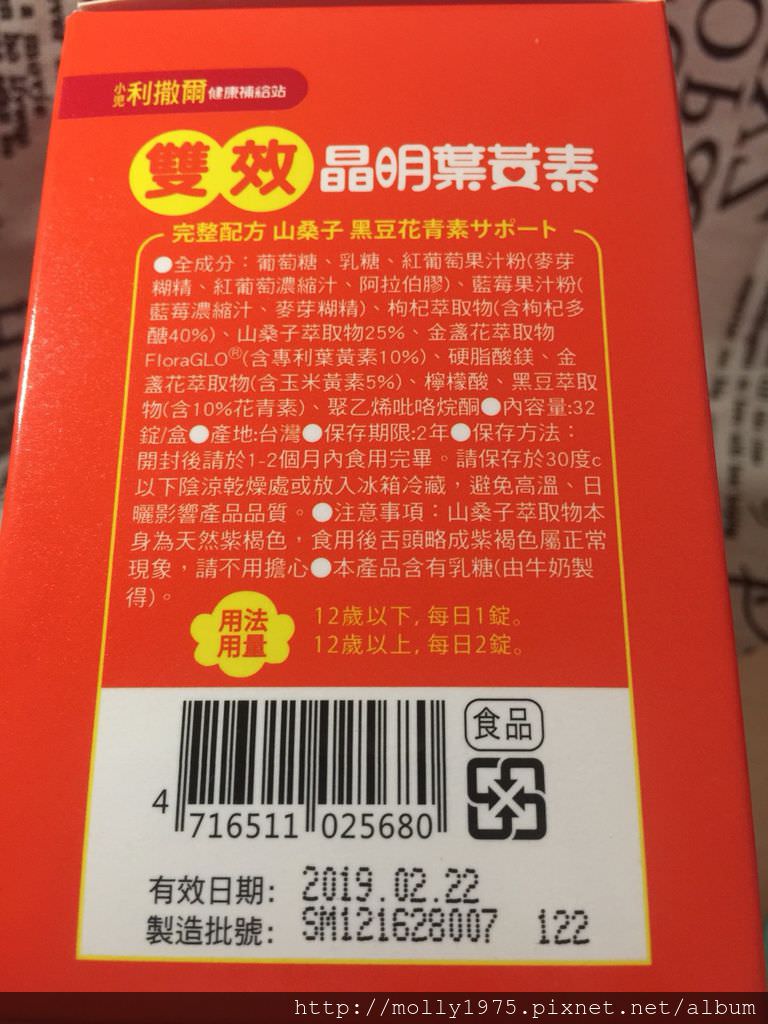 小兒利撒爾健康補給站
雙效晶明葉黃素
完整配方 山桑子 黑豆花青素サポート
●全成分：葡萄糖、乳糖、紅葡萄果汁粉(麥芽
糊精、紅葡萄濃縮汁、阿拉伯膠)、藍莓果汁粉(
藍莓濃縮汁、麥芽糊精)、枸杞萃取物(含枸杞多
醣40%)、山桑子萃取物25%、金盞花萃取物
FloraGLO®(含專利葉黃素10%)、硬脂酸鎂、金
盞花萃取物(含玉米黃素5%)、檸檬酸、黑豆萃取
物(含10%花青素)、聚乙烯吡咯烷酮●內容量:32
錠/盒●產地:台灣●保存期限:2年●保存方法：
開封後請於1-2個月內食用完畢。請保存於30度c
以下陰涼乾燥處或放入冰箱冷藏，避免高溫、日
曬影響產品品質。●注意事項：山桑子萃取物本
身為天然紫褐色，食用後舌頭略成紫褐色屬正常
現象，請不用擔心●本產品含有乳糖(由牛奶製
得)。
用法
用量
12歲以下, 每日1錠。
12歲以上, 每日2錠。
食品
4 716511 025680
有效日期: 2019.02.22
製造批號: SM121628007 122
http://molly1975.pixnet.net/album